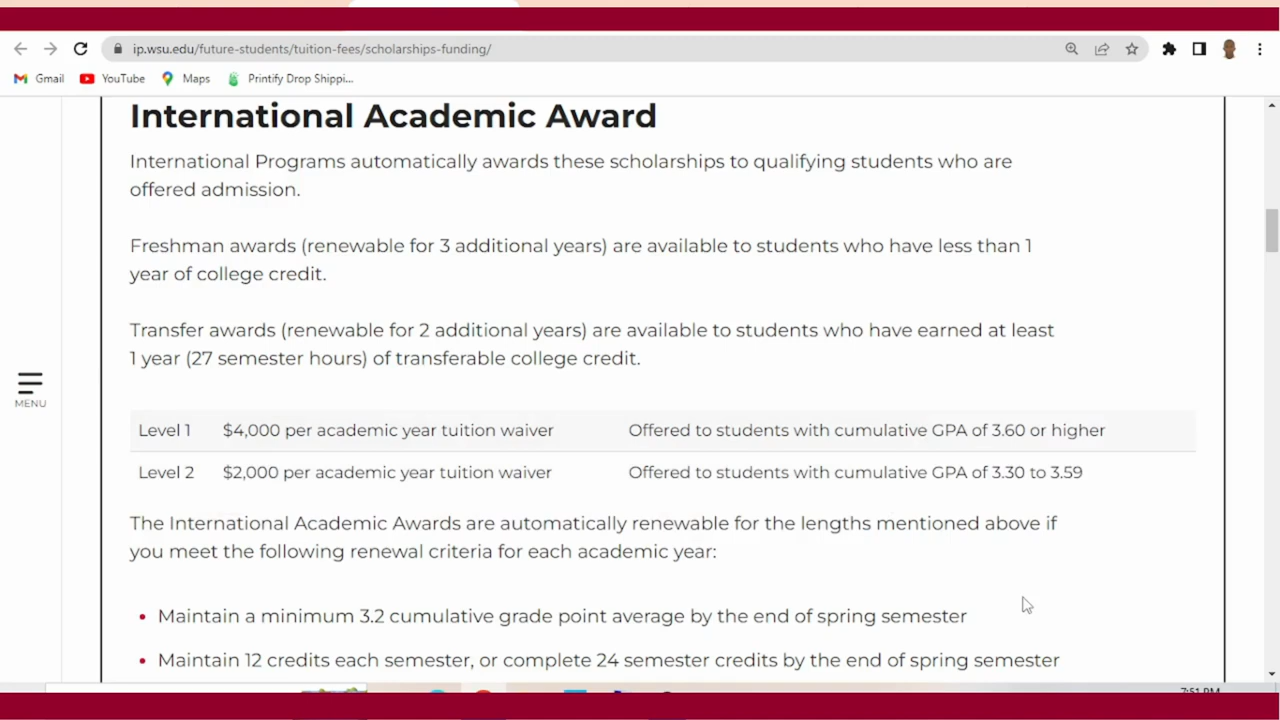 ip.wsu.edu/future-students/tuition-fees/scholarships-funding/
Gmail YouTube Maps Printify Drop Shippi...
International Academic Award
International Programs automatically awards these scholarships to qualifying students who are
offered admission.
Freshman awards (renewable for 3 additional years) are available to students who have less than 1
year of college credit.
Transfer awards (renewable for 2 additional years) are available to students who have earned at least
1 year (27 semester hours) of transferable college credit.
MENU
Level 1 $4,000 per academic year tuition waiver Offered to students with cumulative GPA of 3.60 or higher
Level 2 $2,000 per academic year tuition waiver Offered to students with cumulative GPA of 3.30 to 3.59
The International Academic Awards are automatically renewable for the lengths mentioned above if
you meet the following renewal criteria for each academic year:
• Maintain a minimum 3.2 cumulative grade point average by the end of spring semester
• Maintain 12 credits each semester, or complete 24 semester credits by the end of spring semester
7:51 PM